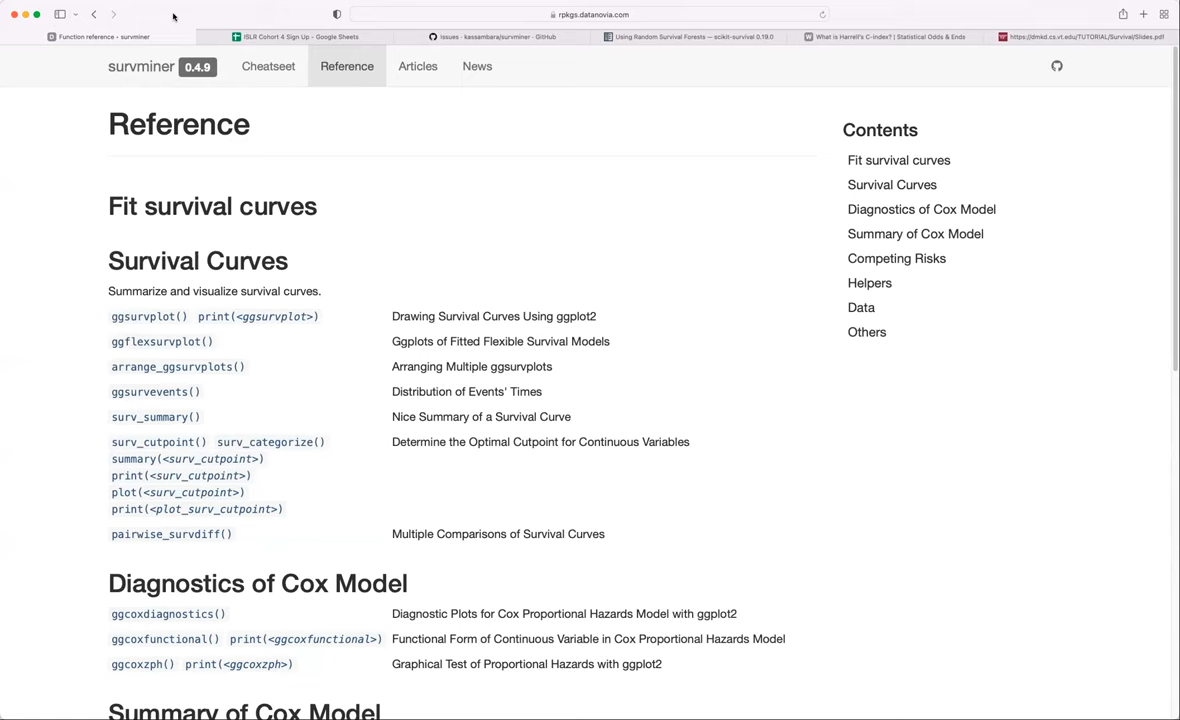 rpkgs.datanovia.com
Function reference • survminer
ISLR Cohort 4 Sign Up - Google Sheets
Issues · kassambara/survminer · GitHub
Using Random Survival Forests — scikit-survival 0.19.0
What is Harrell's C-index? | Statistical Odds & Ends
https://dmkd.cs.vt.edu/TUTORIAL/Survival/Slides.pdf
survminer 0.4.9 Cheatseet Reference Articles News
Reference
Fit survival curves
Survival Curves
Summarize and visualize survival curves.
ggsurvplot() print(<ggsurvplot>) Drawing Survival Curves Using ggplot2
ggflexsurvplot() Ggplots of Fitted Flexible Survival Models
arrange_ggsurvplots() Arranging Multiple ggsurvplots
ggsurvevents() Distribution of Events' Times
surv_summary() Nice Summary of a Survival Curve
surv_cutpoint() surv_categorize() Determine the Optimal Cutpoint for Continuous Variables
summary(<surv_cutpoint>)
print(<surv_cutpoint>)
plot(<surv_cutpoint>)
print(<plot_surv_cutpoint>)
pairwise_survdiff() Multiple Comparisons of Survival Curves
Diagnostics of Cox Model
ggcoxdiagnostics() Diagnostic Plots for Cox Proportional Hazards Model with ggplot2
ggcoxfunctional() print(<ggcoxfunctional>) Functional Form of Continuous Variable in Cox Proportional Hazards Model
ggcoxzph() print(<ggcoxzph>) Graphical Test of Proportional Hazards with ggplot2
Summary of Cox Model
Contents
Fit survival curves
Survival Curves
Diagnostics of Cox Model
Summary of Cox Model
Competing Risks
Helpers
Data
Others